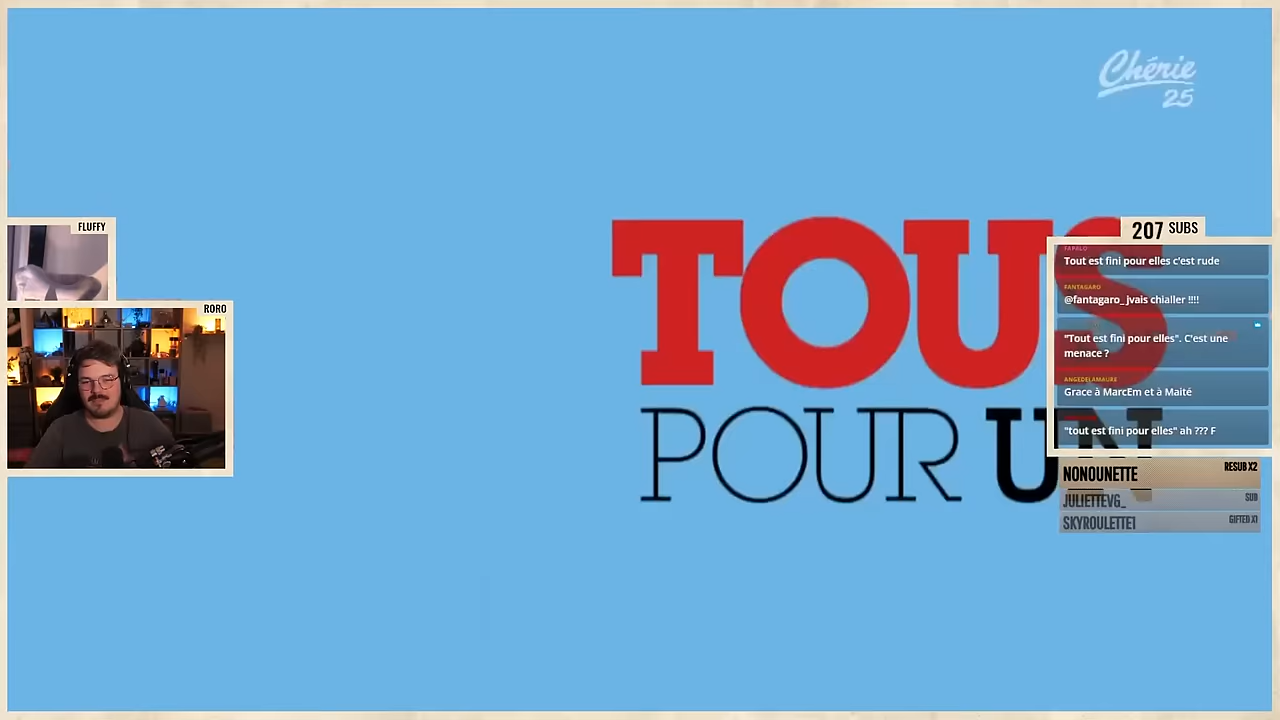 Chérie
25
FLUFFY
RORO
TOUS
POUR UN
207 SUBS
FAPALO
Tout est fini pour elles c'est rude
FANTAGARO
@fantagaro_jvais chialler !!!!
"Tout est fini pour elles". C'est une
menace ?
ANGEDELAMAURE
Grace à MarcEm et à Maité
"tout est fini pour elles" ah ??? F
NONOUNETTE RESUB X2
JULIETTEVG_ SUB
SKYROULETTE1 GIFTED X1